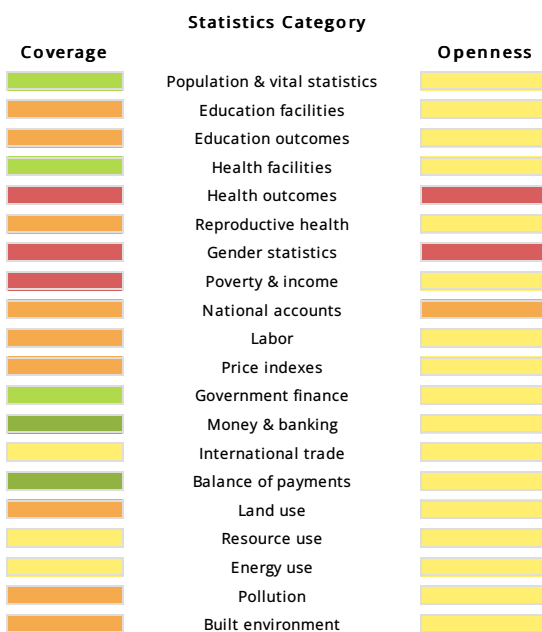 Statistics Category
Coverage Openness
Population & vital statistics
Education facilities
Education outcomes
Health facilities
Health outcomes
Reproductive health
Gender statistics
Poverty & income
National accounts
Labor
Price indexes
Government finance
Money & banking
International trade
Balance of payments
Land use
Resource use
Energy use
Pollution
Built environment